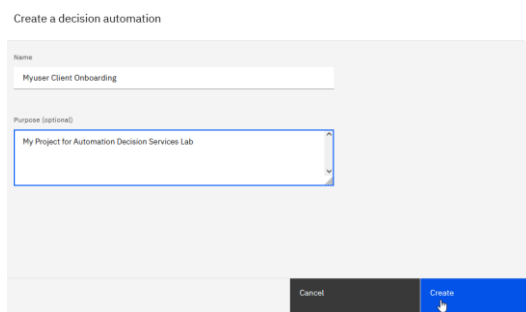 Create a decision automation
Name
Myuser Client Onboarding
Purpose (optional)
My Project for Automation Decision Services Lab
Cancel
Create